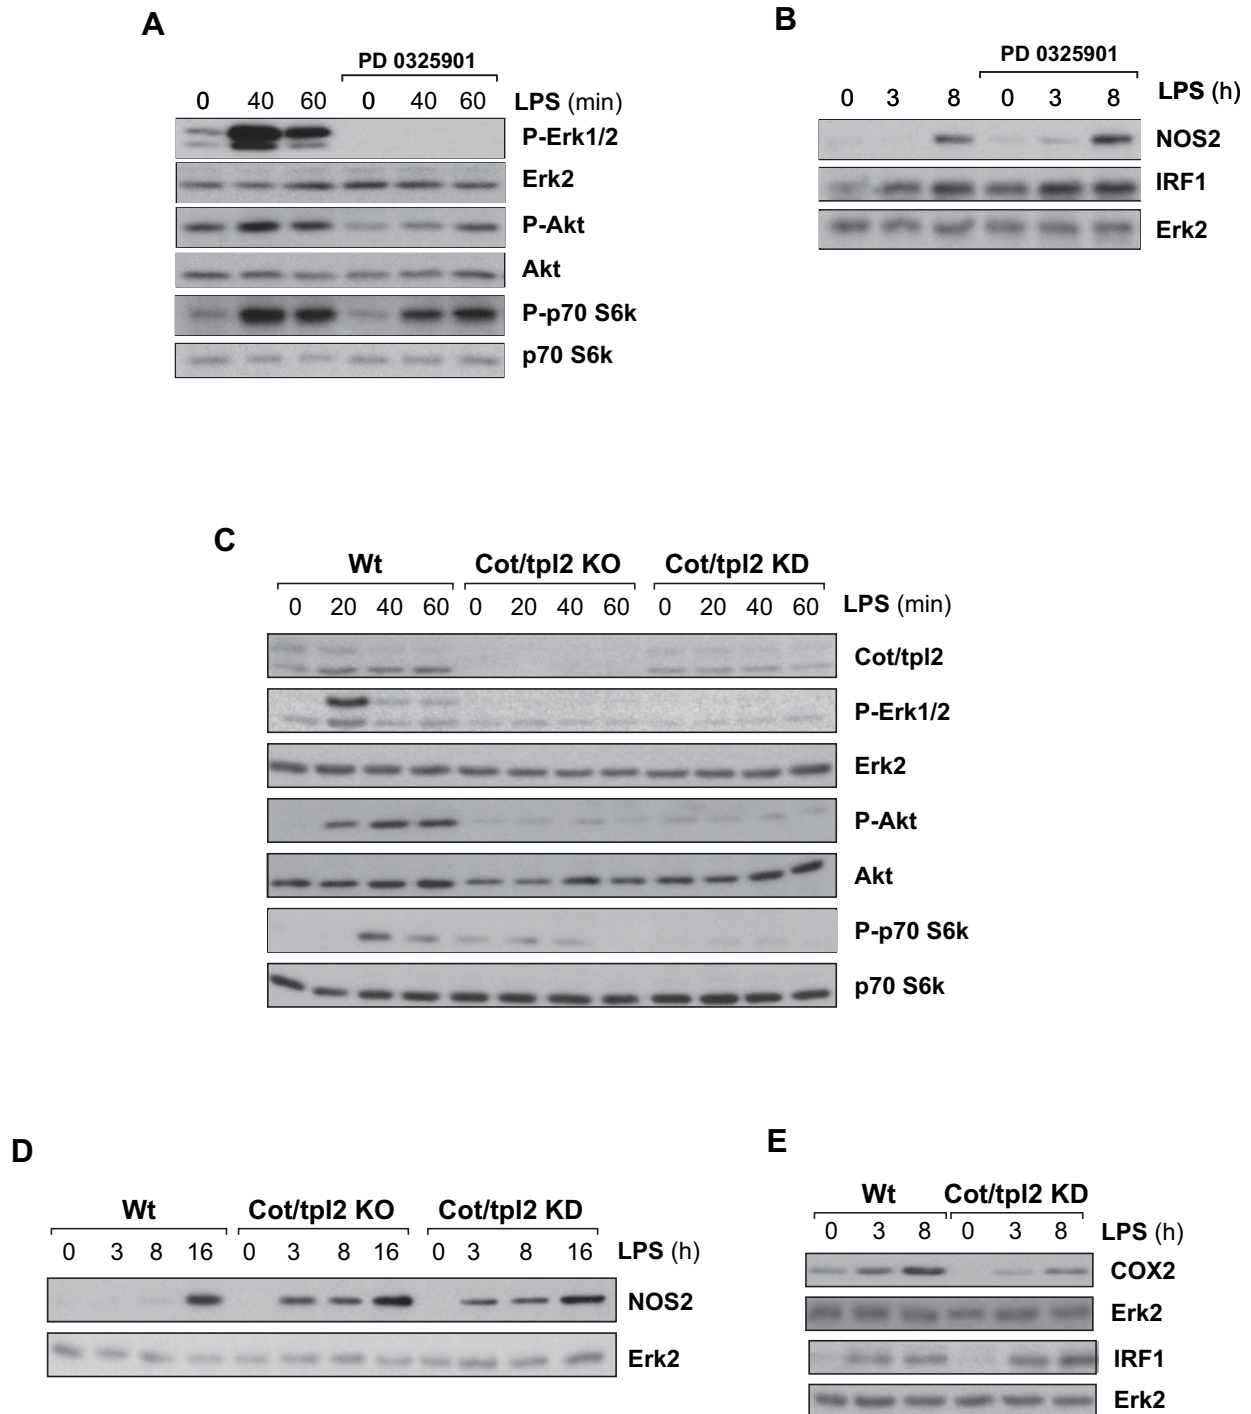 A
PD 0325901
0 40 60 0 40 60 LPS (min)
P-Erk1/2
Erk2
P-Akt
Akt
P-p70 S6k
p70 S6k
B
PD 0325901
0 3 8 0 3 8 LPS (h)
NOS2
IRF1
Erk2
C
Wt Cot/tpl2 KO Cot/tpl2 KD
0 20 40 60 0 20 40 60 0 20 40 60 LPS (min)
Cot/tpl2
P-Erk1/2
Erk2
P-Akt
Akt
P-p70 S6k
p70 S6k
D
Wt Cot/tpl2 KO Cot/tpl2 KD
0 3 8 16 0 3 8 16 0 3 8 16 LPS (h)
NOS2
Erk2
E
Wt Cot/tpl2 KD
0 3 8 0 3 8 LPS (h)
COX2
Erk2
IRF1
Erk2